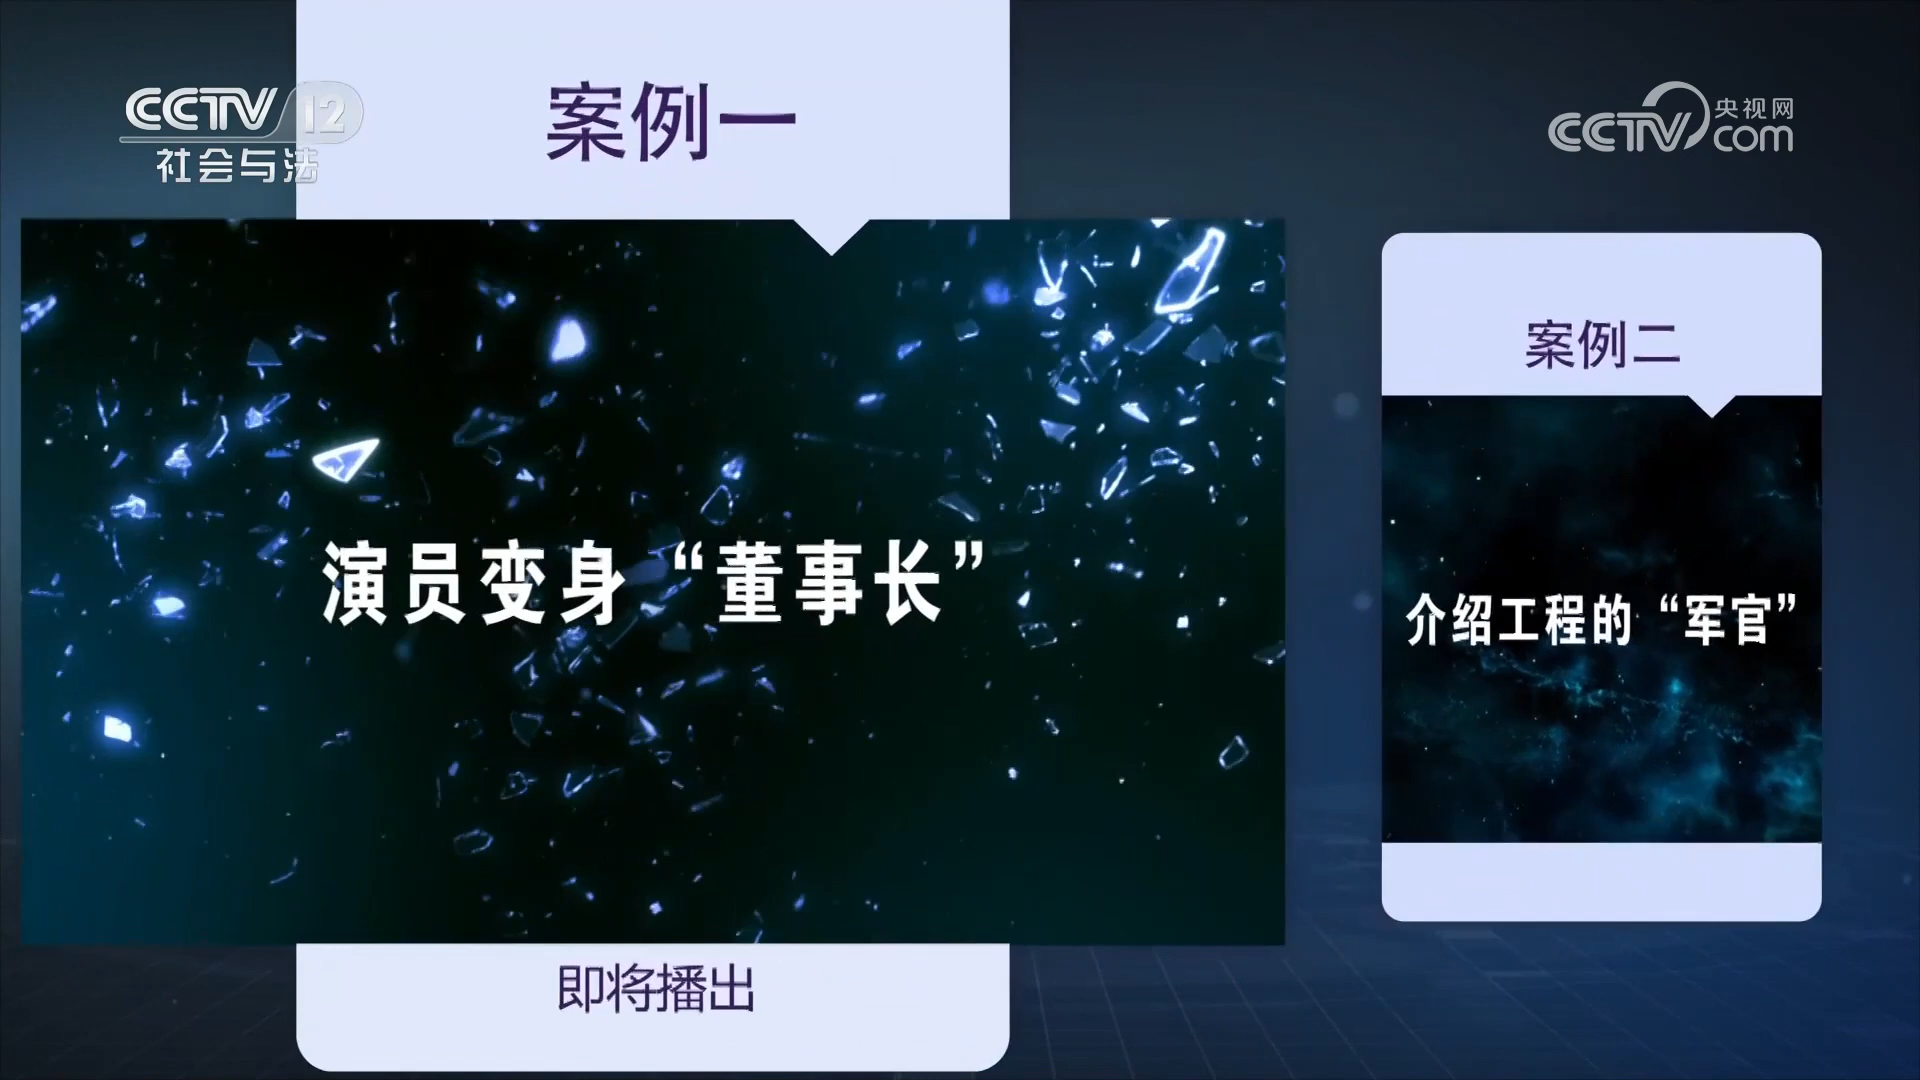 CCTV 12
社会与法
案例一
央视网
CCTV com
案例二
演员变身“董事长”
介绍工程的“军官”
即将播出